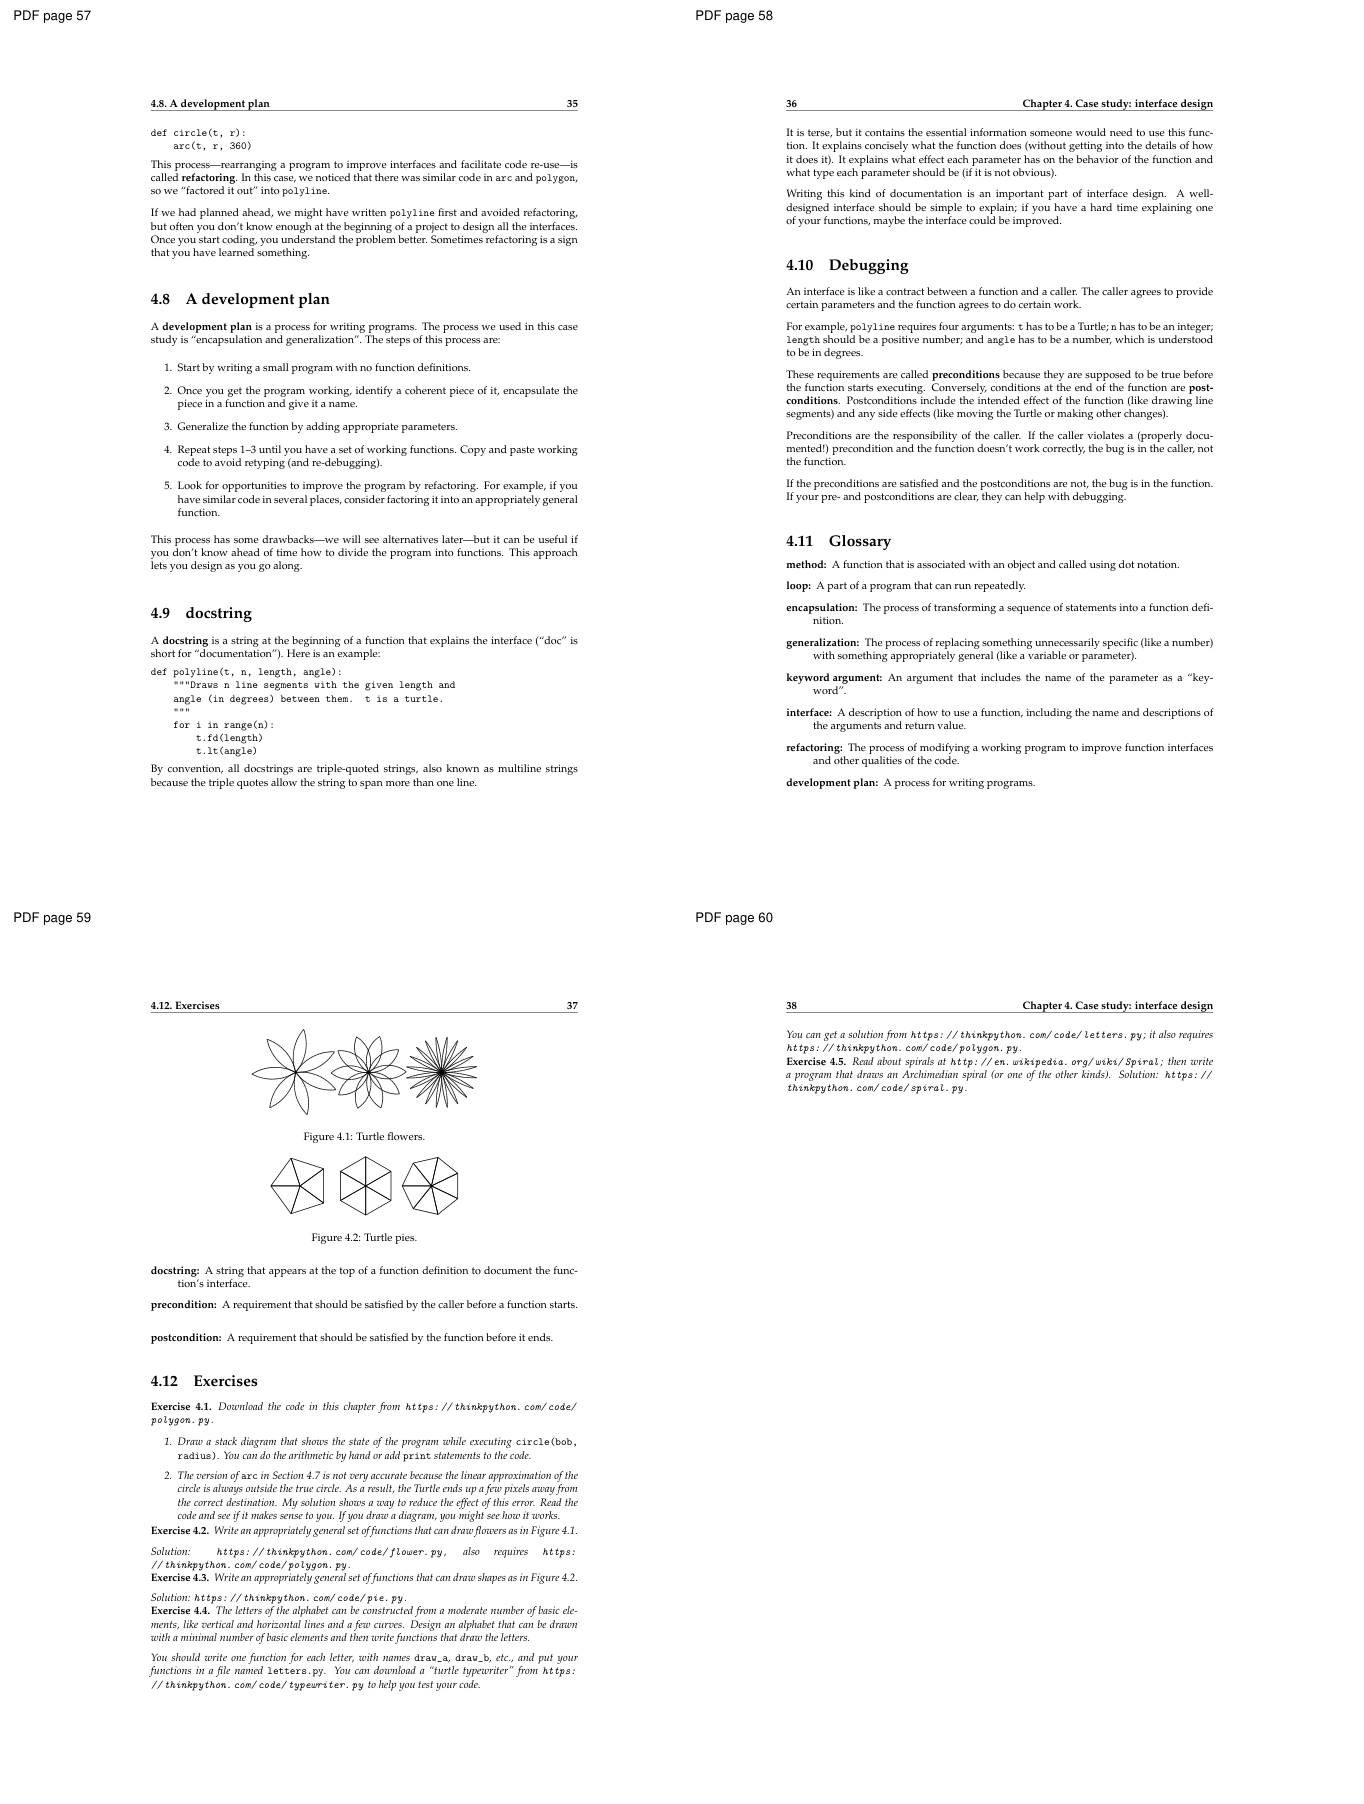 PDF page 57
4.8. A development plan 35
def circle(t, r):
    arc(t, r, 360)
This process—rearranging a program to improve interfaces and facilitate code re-use—is
called refactoring. In this case, we noticed that there was similar code in arc and polygon,
so we “factored it out” into polyline.
If we had planned ahead, we might have written polyline first and avoided refactoring,
but often you don’t know enough at the beginning of a project to design all the interfaces.
Once you start coding, you understand the problem better. Sometimes refactoring is a sign
that you have learned something.
4.8 A development plan
A development plan is a process for writing programs. The process we used in this case
study is “encapsulation and generalization”. The steps of this process are:
1. Start by writing a small program with no function definitions.
2. Once you get the program working, identify a coherent piece of it, encapsulate the
piece in a function and give it a name.
3. Generalize the function by adding appropriate parameters.
4. Repeat steps 1–3 until you have a set of working functions. Copy and paste working
code to avoid retyping (and re-debugging).
5. Look for opportunities to improve the program by refactoring. For example, if you
have similar code in several places, consider factoring it into an appropriately general
function.
This process has some drawbacks—we will see alternatives later—but it can be useful if
you don’t know ahead of time how to divide the program into functions. This approach
lets you design as you go along.
4.9 docstring
A docstring is a string at the beginning of a function that explains the interface (“doc” is
short for “documentation”). Here is an example:
def polyline(t, n, length, angle):
    """Draws n line segments with the given length and
    angle (in degrees) between them.  t is a turtle.
    """
    for i in range(n):
        t.fd(length)
        t.lt(angle)
By convention, all docstrings are triple-quoted strings, also known as multiline strings
because the triple quotes allow the string to span more than one line.
PDF page 58
36 Chapter 4. Case study: interface design
It is terse, but it contains the essential information someone would need to use this func-
tion. It explains concisely what the function does (without getting into the details of how
it does it). It explains what effect each parameter has on the behavior of the function and
what type each parameter should be (if it is not obvious).
Writing this kind of documentation is an important part of interface design. A well-
designed interface should be simple to explain; if you have a hard time explaining one
of your functions, maybe the interface could be improved.
4.10 Debugging
An interface is like a contract between a function and a caller. The caller agrees to provide
certain parameters and the function agrees to do certain work.
For example, polyline requires four arguments: t has to be a Turtle; n has to be an integer;
length should be a positive number; and angle has to be a number, which is understood
to be in degrees.
These requirements are called preconditions because they are supposed to be true before
the function starts executing. Conversely, conditions at the end of the function are post-
conditions. Postconditions include the intended effect of the function (like drawing line
segments) and any side effects (like moving the Turtle or making other changes).
Preconditions are the responsibility of the caller. If the caller violates a (properly docu-
mented!) precondition and the function doesn’t work correctly, the bug is in the caller, not
the function.
If the preconditions are satisfied and the postconditions are not, the bug is in the function.
If your pre- and postconditions are clear, they can help with debugging.
4.11 Glossary
method: A function that is associated with an object and called using dot notation.
loop: A part of a program that can run repeatedly.
encapsulation: The process of transforming a sequence of statements into a function defi-
nition.
generalization: The process of replacing something unnecessarily specific (like a number)
with something appropriately general (like a variable or parameter).
keyword argument: An argument that includes the name of the parameter as a “key-
word”.
interface: A description of how to use a function, including the name and descriptions of
the arguments and return value.
refactoring: The process of modifying a working program to improve function interfaces
and other qualities of the code.
development plan: A process for writing programs.
PDF page 59
4.12. Exercises 37
Figure 4.1: Turtle flowers.
Figure 4.2: Turtle pies.
docstring: A string that appears at the top of a function definition to document the func-
tion’s interface.
precondition: A requirement that should be satisfied by the caller before a function starts.
postcondition: A requirement that should be satisfied by the function before it ends.
4.12 Exercises
Exercise 4.1. Download the code in this chapter from https://thinkpython.com/code/
polygon.py.
1. Draw a stack diagram that shows the state of the program while executing circle(bob,
radius). You can do the arithmetic by hand or add print statements to the code.
2. The version of arc in Section 4.7 is not very accurate because the linear approximation of the
circle is always outside the true circle. As a result, the Turtle ends up a few pixels away from
the correct destination. My solution shows a way to reduce the effect of this error. Read the
code and see if it makes sense to you. If you draw a diagram, you might see how it works.
Exercise 4.2. Write an appropriately general set of functions that can draw flowers as in Figure 4.1.
Solution: https://thinkpython.com/code/flower.py, also requires https:
//thinkpython.com/code/polygon.py.
Exercise 4.3. Write an appropriately general set of functions that can draw shapes as in Figure 4.2.
Solution: https://thinkpython.com/code/pie.py.
Exercise 4.4. The letters of the alphabet can be constructed from a moderate number of basic ele-
ments, like vertical and horizontal lines and a few curves. Design an alphabet that can be drawn
with a minimal number of basic elements and then write functions that draw the letters.
You should write one function for each letter, with names draw_a, draw_b, etc., and put your
functions in a file named letters.py. You can download a “turtle typewriter” from https:
//thinkpython.com/code/typewriter.py to help you test your code.
PDF page 60
38 Chapter 4. Case study: interface design
You can get a solution from https://thinkpython.com/code/letters.py; it also requires
https://thinkpython.com/code/polygon.py.
Exercise 4.5. Read about spirals at http://en.wikipedia.org/wiki/Spiral; then write
a program that draws an Archimedian spiral (or one of the other kinds). Solution: https://
thinkpython.com/code/spiral.py.